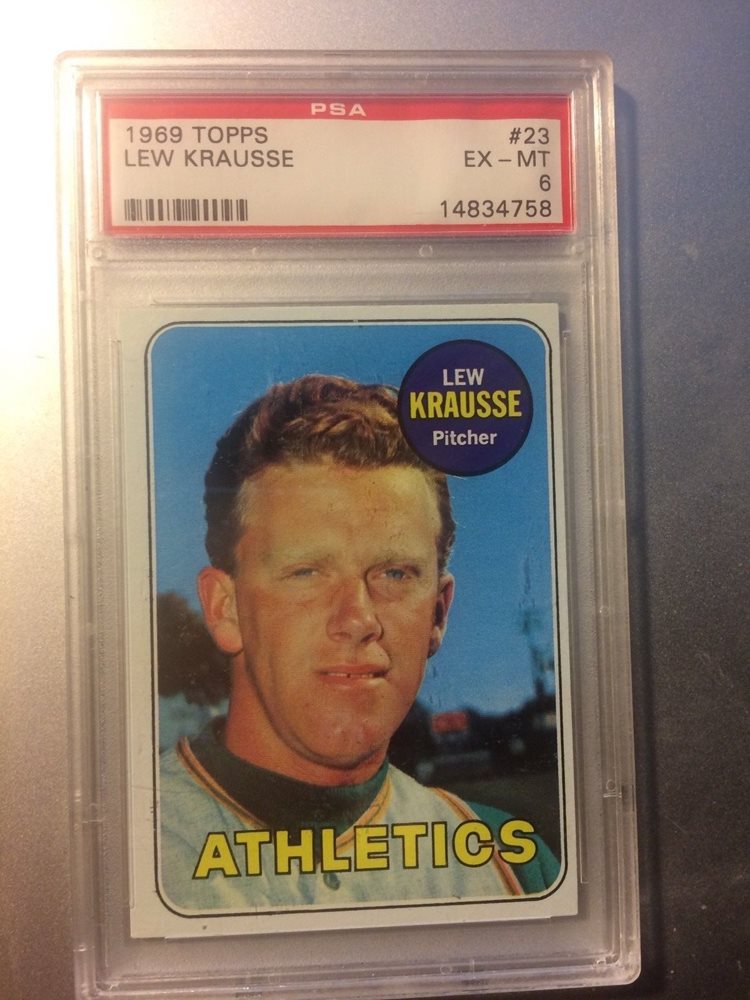 PSA
1969 TOPPS #23
LEW KRAUSSE EX-MT
6
14834758
LEW
KRAUSSE
Pitcher
ATHLETICS